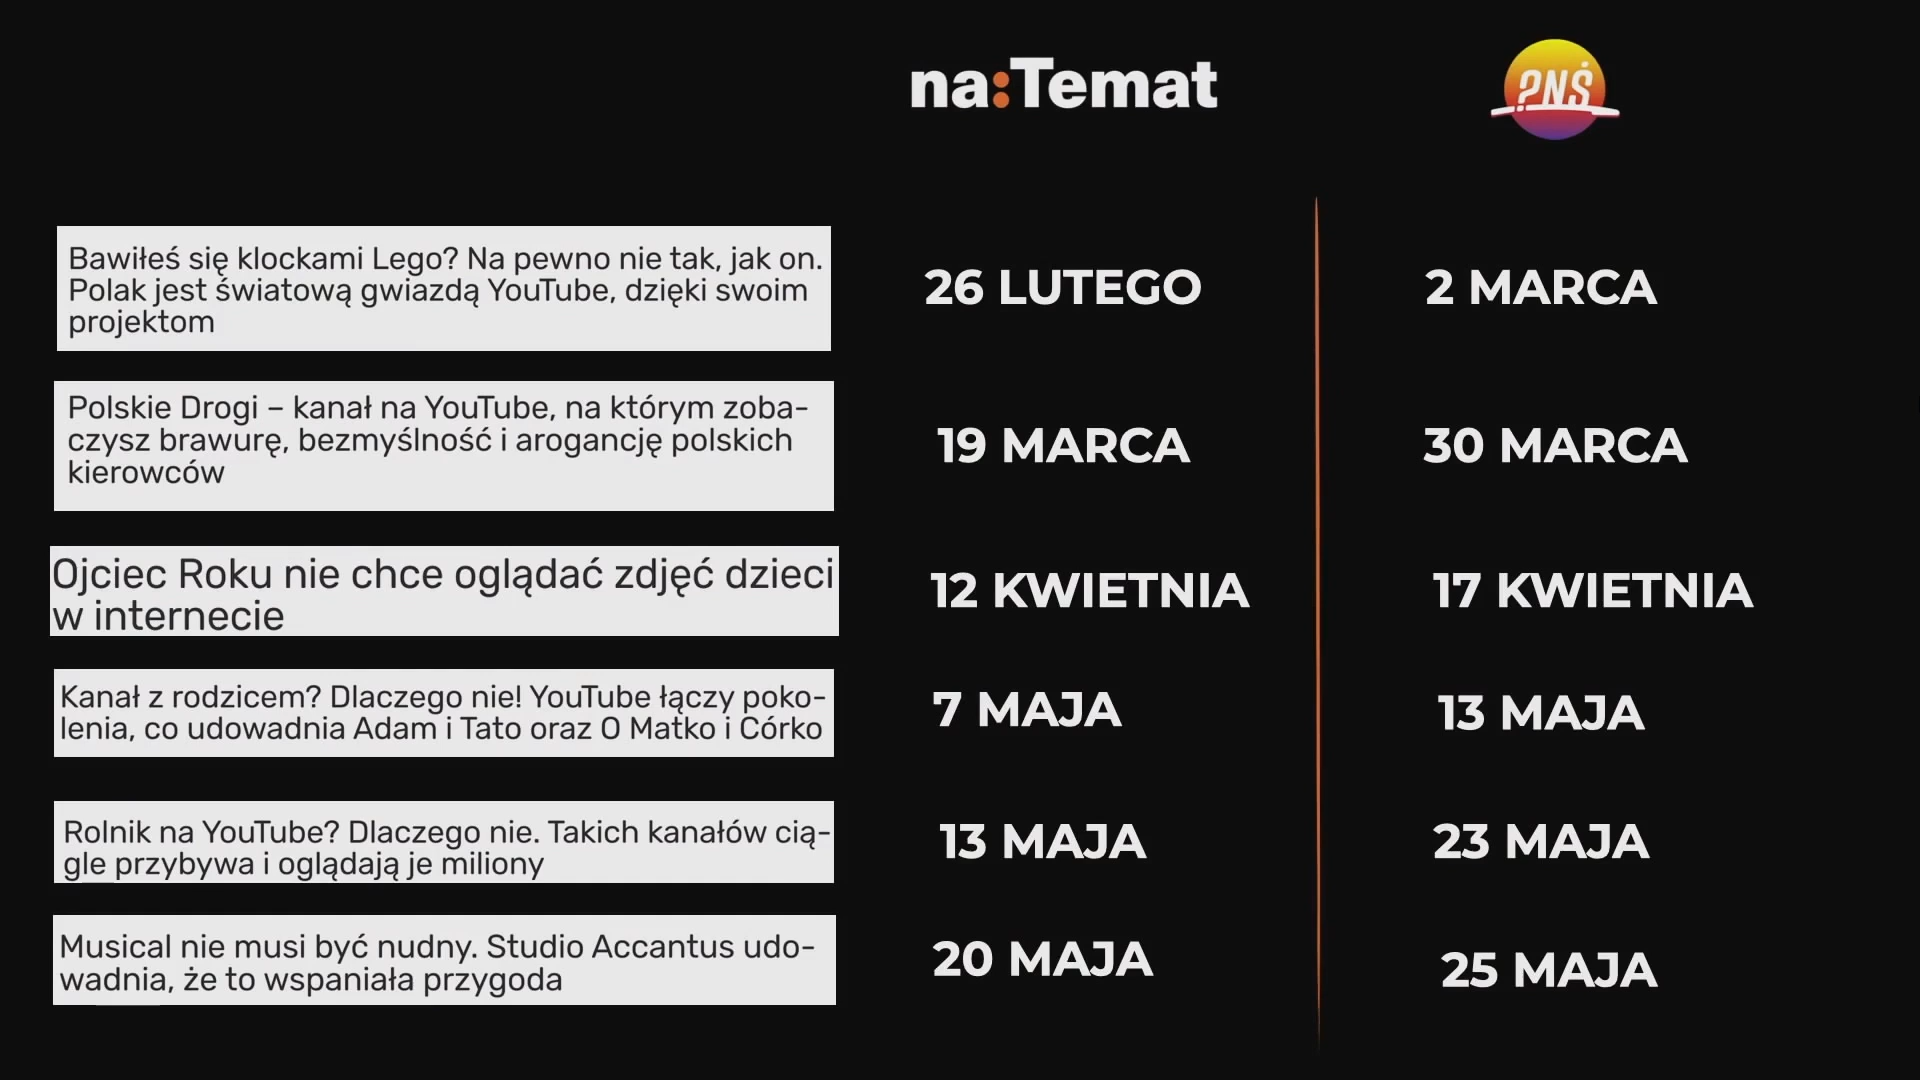 na:Temat
?NŚ
Bawiłeś się klockami Lego? Na pewno nie tak, jak on.
Polak jest światową gwiazdą YouTube, dzięki swoim
projektom
26 LUTEGO
2 MARCA
Polskie Drogi – kanał na YouTube, na którym zoba-
czysz brawurę, bezmyślność i arogancję polskich
kierowców
19 MARCA
30 MARCA
Ojciec Roku nie chce oglądać zdjęć dzieci
w internecie
12 KWIETNIA
17 KWIETNIA
Kanał z rodzicem? Dlaczego nie! YouTube łączy poko-
lenia, co udowadnia Adam i Tato oraz O Matko i Córko
7 MAJA
13 MAJA
Rolnik na YouTube? Dlaczego nie. Takich kanałów cią-
gle przybywa i oglądają je miliony
13 MAJA
23 MAJA
Musical nie musi być nudny. Studio Accantus udo-
wadnia, że to wspaniała przygoda
20 MAJA
25 MAJA